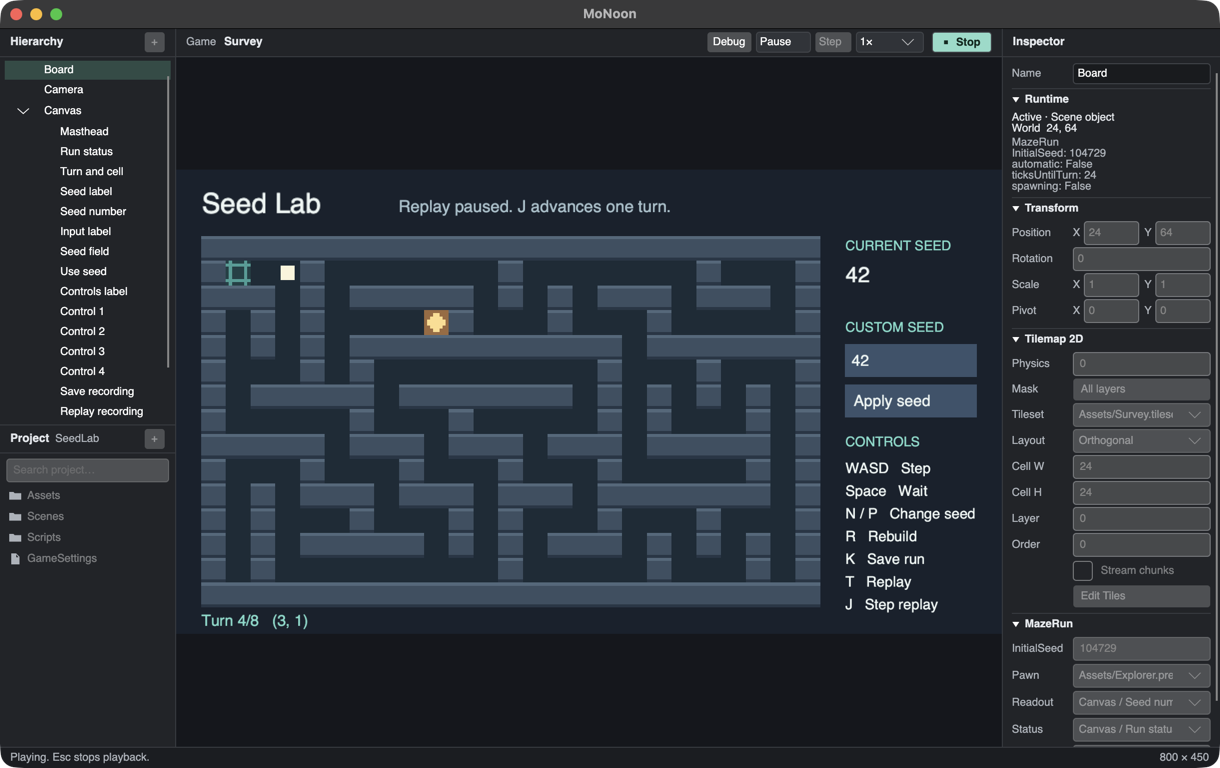 MoNoon
Hierarchy
+
Board
Camera
Canvas
Masthead
Run status
Turn and cell
Seed label
Seed number
Input label
Seed field
Use seed
Controls label
Control 1
Control 2
Control 3
Control 4
Save recording
Replay recording
Project SeedLab
+
Search project...
Assets
Scenes
Scripts
GameSettings
Game Survey
Debug Pause Step 1× Stop
Seed Lab
Replay paused. J advances one turn.
CURRENT SEED
42
CUSTOM SEED
42
Apply seed
CONTROLS
WASD Step
Space Wait
N / P Change seed
R Rebuild
K Save run
T Replay
J Step replay
Turn 4/8 (3, 1)
Inspector
Name Board
Runtime
Active · Scene object
World 24, 64
MazeRun
InitialSeed: 104729
automatic: False
ticksUntilTurn: 24
spawning: False
Transform
Position X 24 Y 64
Rotation 0
Scale X 1 Y 1
Pivot X 0 Y 0
Tilemap 2D
Physics 0
Mask All layers
Tileset Assets/Survey.tiles
Layout Orthogonal
Cell W 24
Cell H 24
Layer 0
Order 0
Stream chunks
Edit Tiles
MazeRun
InitialSeed 104729
Pawn Assets/Explorer.pre
Readout Canvas / Seed num
Status Canvas / Run statu
Playing. Esc stops playback.
800 × 450